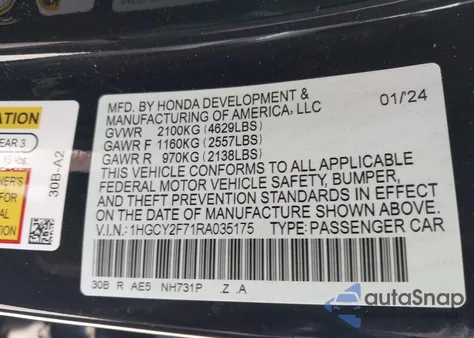 MFD. BY HONDA DEVELOPMENT & 01/'24
MANUFACTURING OF AMERICA, LLC
GVWR 2100KG (4629LBS)
GAWR F 1160KG (2557LBS)
GAWR R 970KG (2138LBS)
THIS VEHICLE CONFORMS TO ALL APPLICABLE
FEDERAL MOTOR VEHICLE SAFETY, BUMPER,
AND THEFT PREVENTION STANDARDS IN EFFECT ON
THE DATE OF MANUFACTURE SHOWN ABOVE.
V.I.N.: 1HGCY2F71RA035175 TYPE: PASSENGER CAR
30B R AE5 NH731P .Z .A
30B-A2
EAR 3
autoSnap